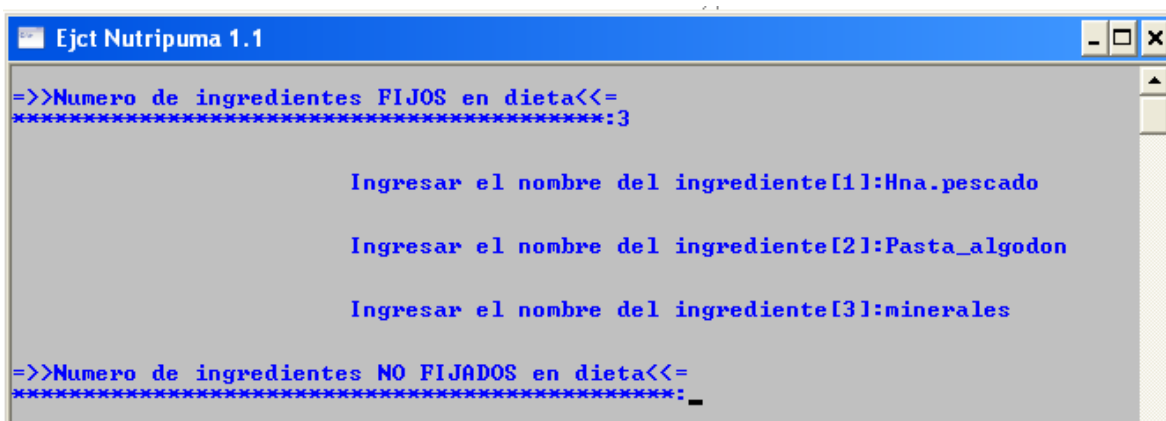 Ejct Nutripuma 1.1
=>>Numero de ingredientes FIJOS en dieta<<=
******************************************:3
Ingresar el nombre del ingrediente[1]:Hna.pescado
Ingresar el nombre del ingrediente[2]:Pasta_algodon
Ingresar el nombre del ingrediente[3]:minerales
=>>Numero de ingredientes NO FIJADOS en dieta<<=
***********************************************:_